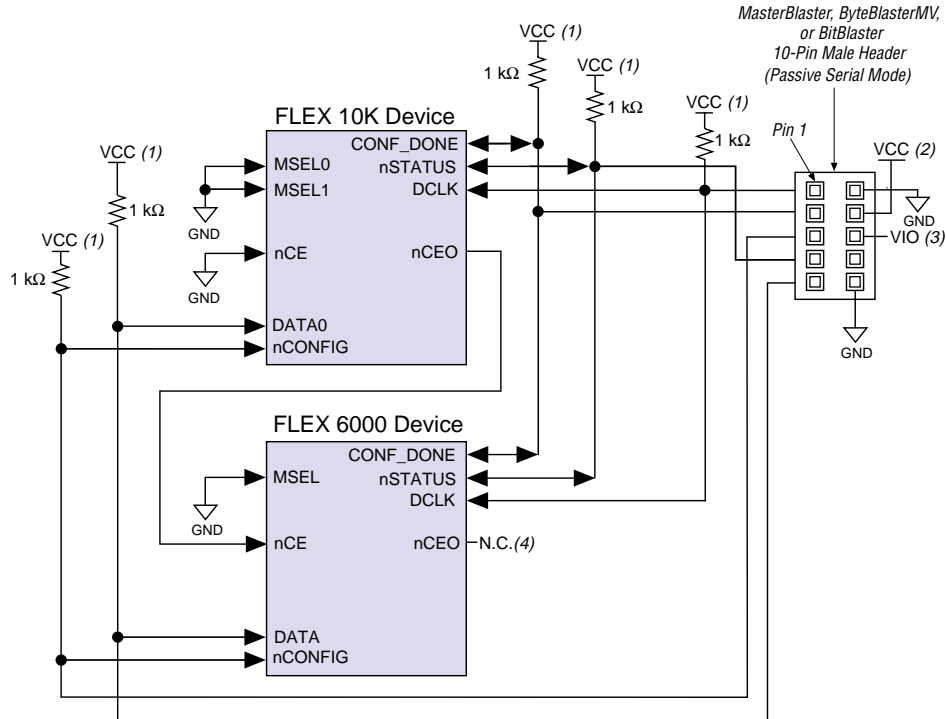 MasterBlaster, ByteBlasterMV,
or BitBlaster
10-Pin Male Header
(Passive Serial Mode)
VCC (1)
1 kΩ
VCC (1)
1 kΩ
VCC (1)
1 kΩ
Pin 1
VCC (2)
GND
VIO (3)
GND
VCC (1)
1 kΩ
VCC (1)
1 kΩ
FLEX 10K Device
CONF_DONE
MSEL0
nSTATUS
MSEL1
DCLK
GND
nCE
nCEO
GND
DATA0
nCONFIG
FLEX 6000 Device
CONF_DONE
MSEL
nSTATUS
DCLK
GND
nCE
nCEO
N.C.(4)
DATA
nCONFIG